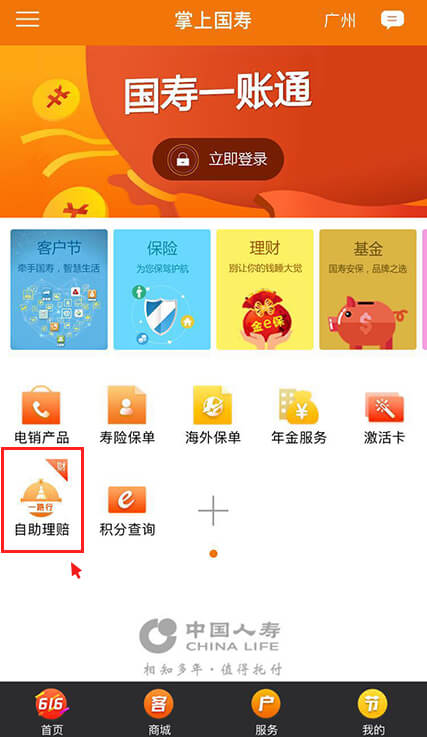 掌上国寿
广州
国寿一账通
立即登录
客户节
牵手国寿，智慧生活
保险
为您保驾护航
理财
别让你的钱睡大觉
金e保
基金
国寿安保，品牌之选
电销产品
寿险保单
海外保单
年金服务
激活卡
财
一路行
自助理赔
积分查询
中国人寿
CHINA LIFE
相知多年·值得托付
616
客
户
节
首页
商城
服务
我的